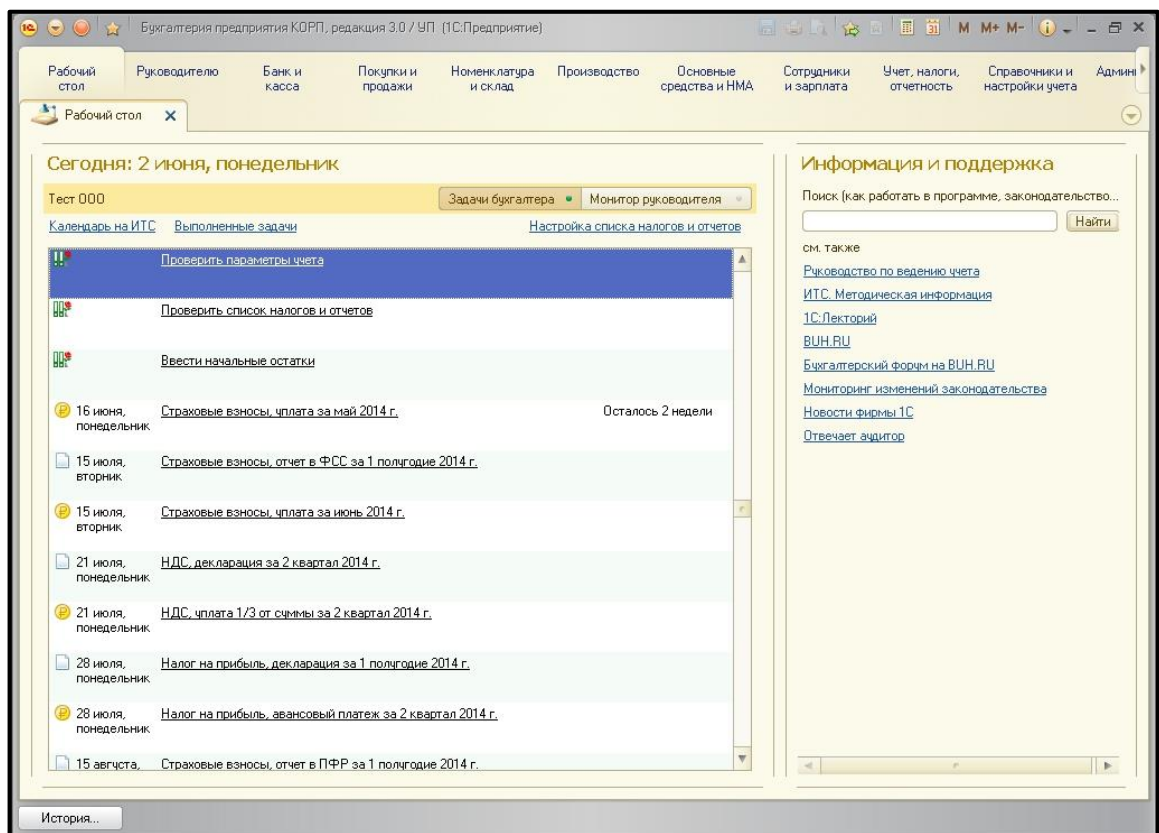 1С Бухгалтерия предприятия КОРП, редакция 3.0 / УП (1С:Предприятие)
31 M M+ M-
Рабочий стол
Руководителю
Банк и касса
Покупки и продажи
Номенклатура и склад
Производство
Основные средства и НМА
Сотрудники и зарплата
Учет, налоги, отчетность
Справочники и настройки учета
Админи
Рабочий стол
Сегодня: 2 июня, понедельник
Тест ООО
Задачи бухгалтера
Монитор руководителя
Календарь на ИТС
Выполненные задачи
Настройка списка налогов и отчетов
Проверить параметры учета
Проверить список налогов и отчетов
Ввести начальные остатки
16 июня, Страховые взносы, уплата за май 2014 г. Осталось 2 недели
понедельник
15 июля, Страховые взносы, отчет в ФСС за 1 полугодие 2014 г.
вторник
15 июля, Страховые взносы, уплата за июнь 2014 г.
вторник
21 июля, НДС, декларация за 2 квартал 2014 г.
понедельник
21 июля, НДС, уплата 1/3 от суммы за 2 квартал 2014 г.
понедельник
28 июля, Налог на прибыль, декларация за 1 полугодие 2014 г.
понедельник
28 июля, Налог на прибыль, авансовый платеж за 2 квартал 2014 г.
понедельник
15 августа, Страховые взносы, отчет в ПФР за 1 полугодие 2014 г.
Информация и поддержка
Поиск (как работать в программе, законодательство...
Найти
см. также
Руководство по ведению учета
ИТС. Методическая информация
1С:Лекторий
BUH.RU
Бухгалтерский форум на BUH.RU
Мониторинг изменений законодательства
Новости фирмы 1С
Отвечает аудитор
История...